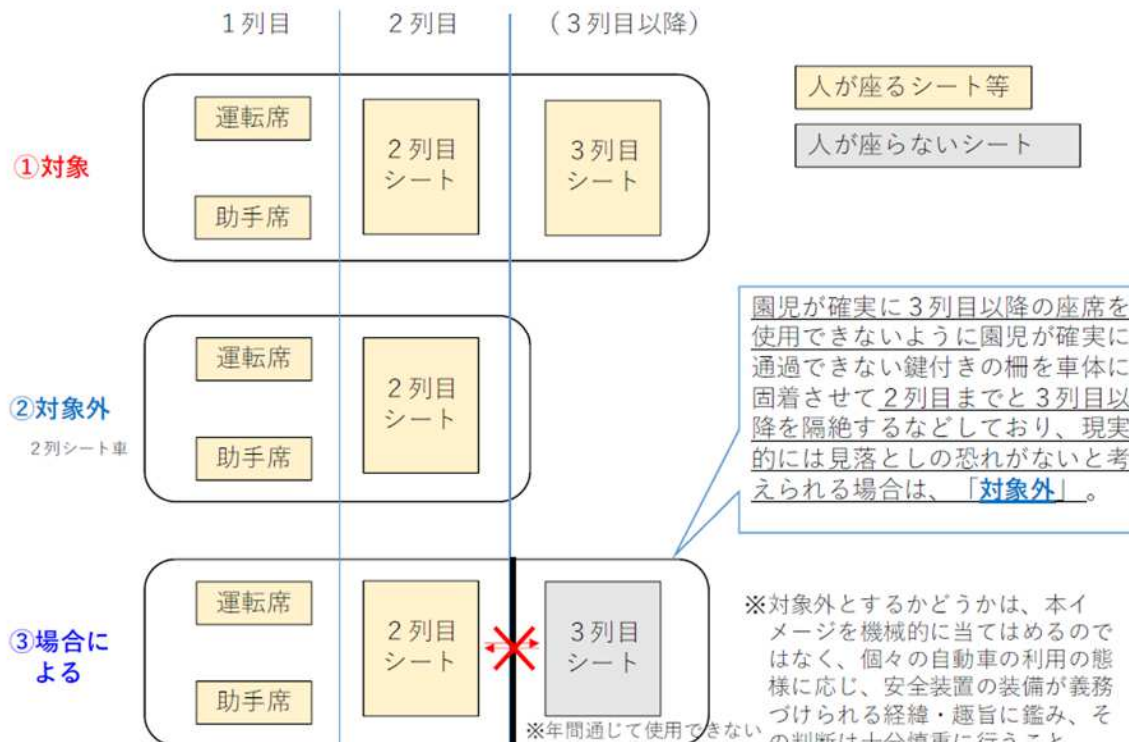 1列目
2列目
（3列目以降）
人が座るシート等
人が座らないシート
①対象
運転席
助手席
2列目
シート
3列目
シート
②対象外
2列シート車
運転席
助手席
2列目
シート
園児が確実に3列目以降の座席を
使用できないように園児が確実に
通過できない鍵付きの柵を車体に
固着させて2列目までと3列目以
降を隔絶するなどしており、現実
的には見落としの恐れがないと考
えられる場合は、「対象外」。
③場合に
よる
運転席
助手席
2列目
シート
3列目
シート
※年間通じて使用できない
※対象外とするかどうかは、本イ
メージを機械的に当てはめるので
はなく、個々の自動車の利用の態
様に応じ、安全装置の装備が義務
づけられる経緯・趣旨に鑑み、そ
の判断は十分慎重に行うこと